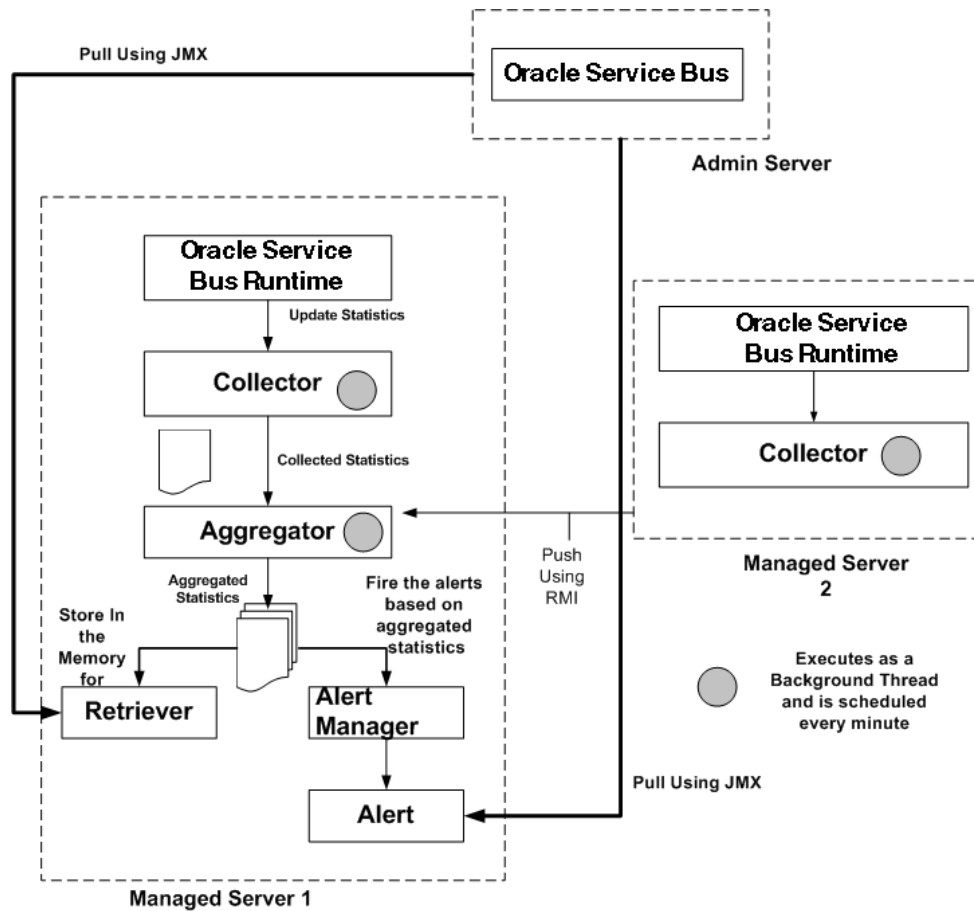 Pull Using JMX
Oracle Service Bus
Admin Server
Oracle Service
Bus Runtime
Update Statistics
Collector
Collected Statistics
Aggregator
Aggregated
Statistics
Fire the alerts
based on
aggregated
statistics
Store In
the
Memory
for
Retriever
Alert
Manager
Alert
Managed Server 1
Oracle Service
Bus Runtime
Collector
Managed Server
2
Push
Using
RMI
Executes as a
Background Thread
and is scheduled
every minute
Pull Using JMX